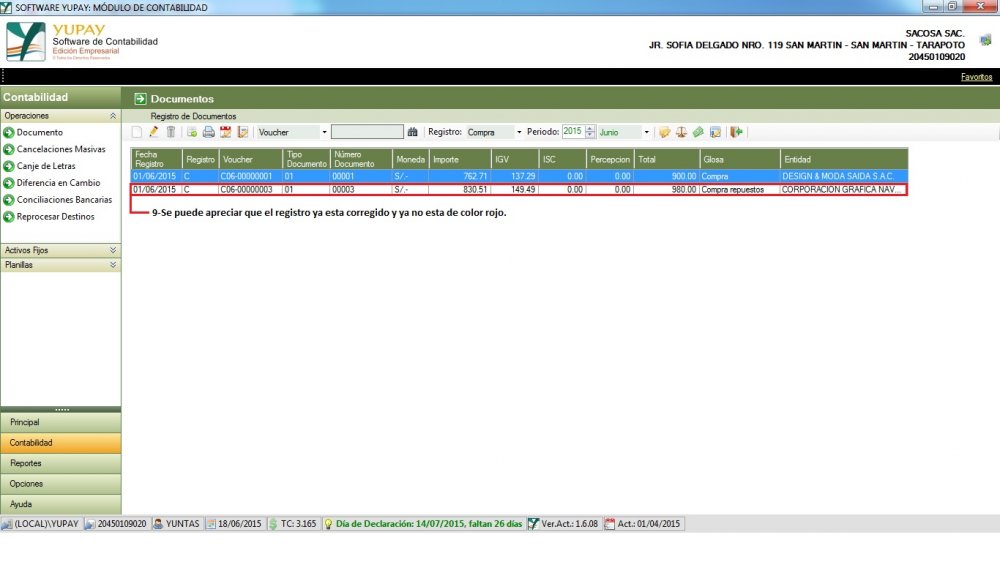 SOFTWARE YUPAY: MÓDULO DE CONTABILIDAD
YUPAY
Software de Contabilidad
Edición Empresarial
© Todos los Derechos Reservados
SACOSA SAC.
JR. SOFIA DELGADO NRO. 119 SAN MARTIN - SAN MARTIN - TARAPOTO
20450109020
Favoritos
Contabilidad
Documentos
Operaciones
Registro de Documentos
Documento
Voucher Registro: Compra Periodo: 2015 Junio
Cancelaciones Masivas
Canje de Letras
Diferencia en Cambio
Conciliaciones Bancarias
Reprocesar Destinos
Activos Fijos
Planillas
Fecha Registro Registro Voucher Tipo Documento Número Documento Moneda Importe IGV ISC Percepcion Total Glosa Entidad
01/06/2015 C C06-00000001 01 00001 S/.- 762.71 137.29 0.00 0.00 900.00 Compra DESIGN & MODA SAIDA S.A.C.
01/06/2015 C C06-00000003 01 00003 S/.- 830.51 149.49 0.00 0.00 980.00 Compra repuestos CORPORACION GRAFICA NAV...
9-Se puede apreciar que el registro ya esta corregido y ya no esta de color rojo.
Principal
Contabilidad
Reportes
Opciones
Ayuda
(LOCAL)\YUPAY 20450109020 YUNTAS 18/06/2015 TC: 3.165 Día de Declaración: 14/07/2015, faltan 26 días Ver.Act.: 1.6.08 Act.: 01/04/2015